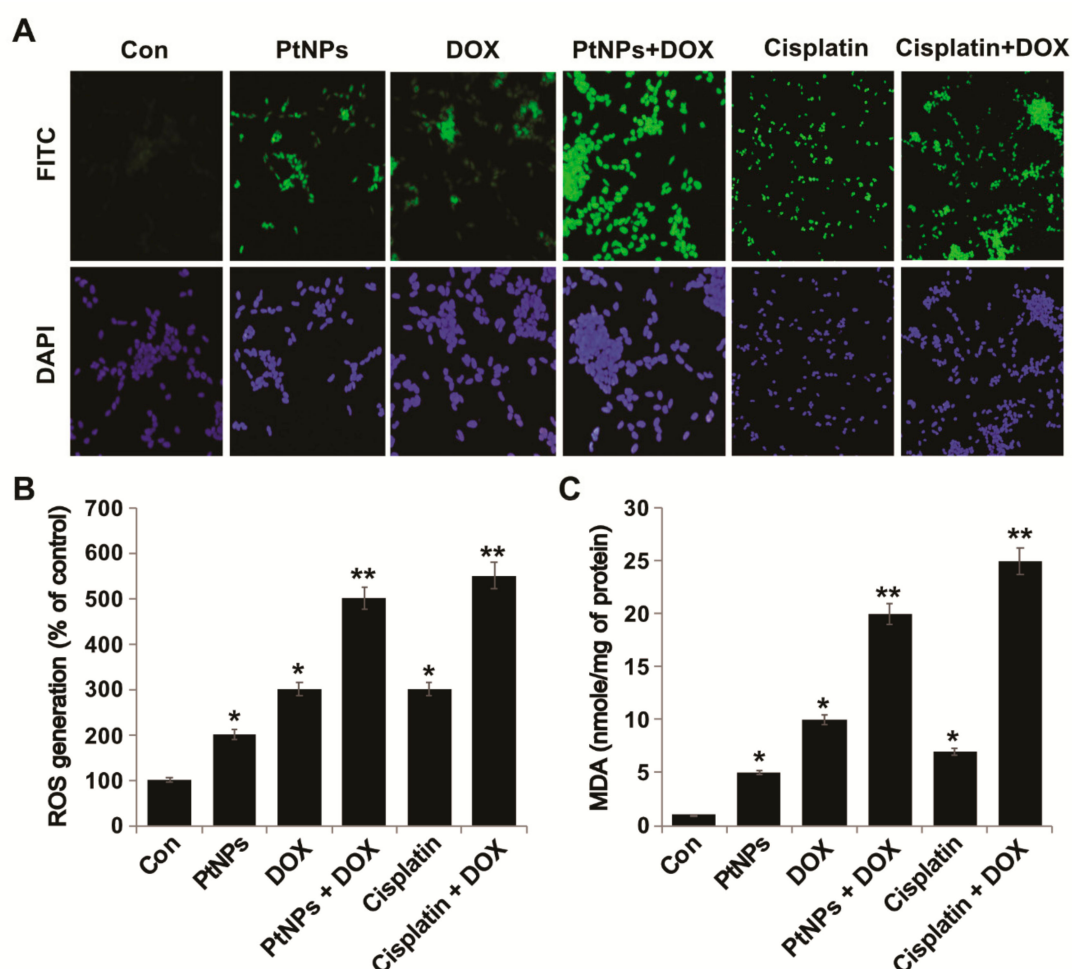 A
Con PtNPs DOX PtNPs+DOX Cisplatin Cisplatin+DOX
FITC
DAPI
B
ROS generation (% of control)
700
600
500
400
300
200
100
0
** ** * * *
Con PtNPs DOX PtNPs + DOX Cisplatin Cisplatin + DOX
C
MDA (nmole/mg of protein)
30
25
20
15
10
5
0
** ** * * *
Con PtNPs DOX PtNPs + DOX Cisplatin Cisplatin + DOX